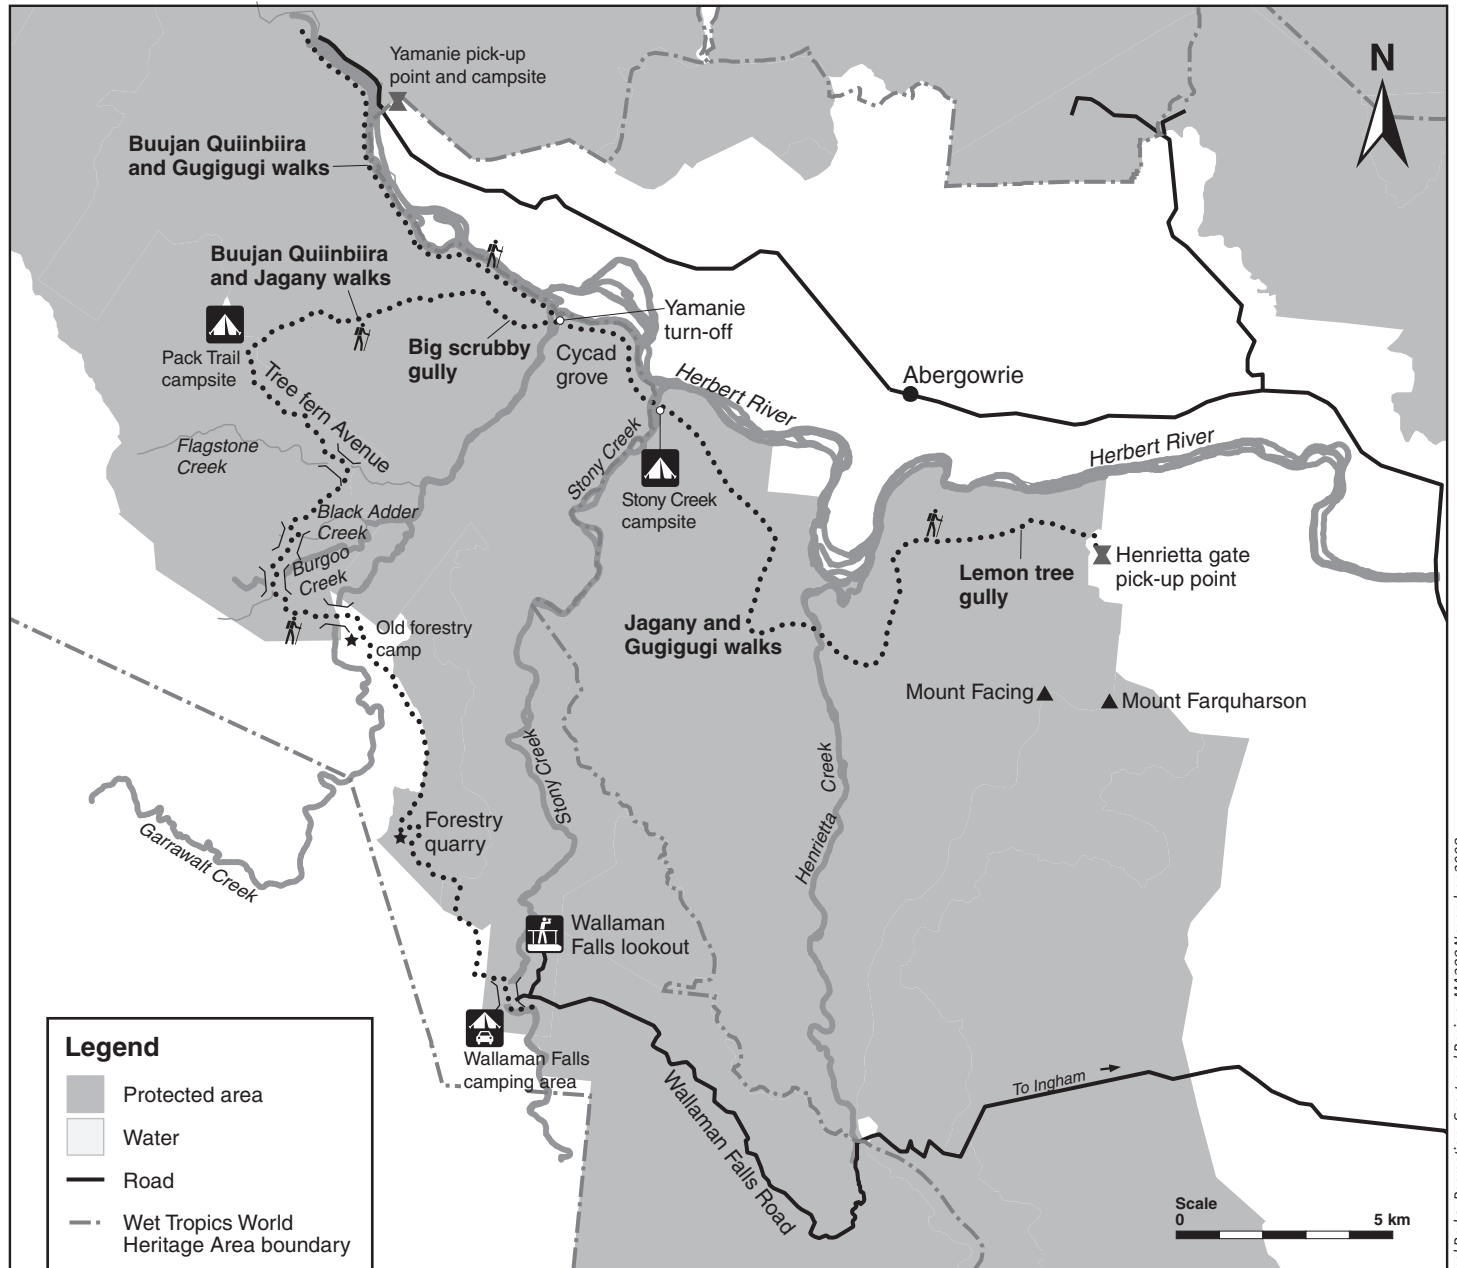 Yamanie pick-up
point and campsite
N
Buujan Quiinbiira
and Gugigugi walks
Buujan Quiinbiira
and Jagany walks
Yamanie
turn-off
Big scrubby
gully
Cycad
grove
Pack Trail
campsite
Tree fern Avenue
Herbert River
Abergowrie
Flagstone
Creek
Stony Creek
Herbert River
Stony Creek
campsite
Black Adder
Creek
Burgoo
Creek
Henrietta gate
pick-up point
Lemon tree
gully
Old forestry
camp
Jagany and
Gugigugi walks
Mount Facing
Mount Farquharson
Stony Creek
Henrietta Creek
Garrawalt Creek
Forestry
quarry
Wallaman
Falls lookout
Wallaman Falls
camping area
Wallaman Falls Road
To Ingham
Legend
Protected area
Water
Road
Wet Tropics World
Heritage Area boundary
Scale
0 5 km